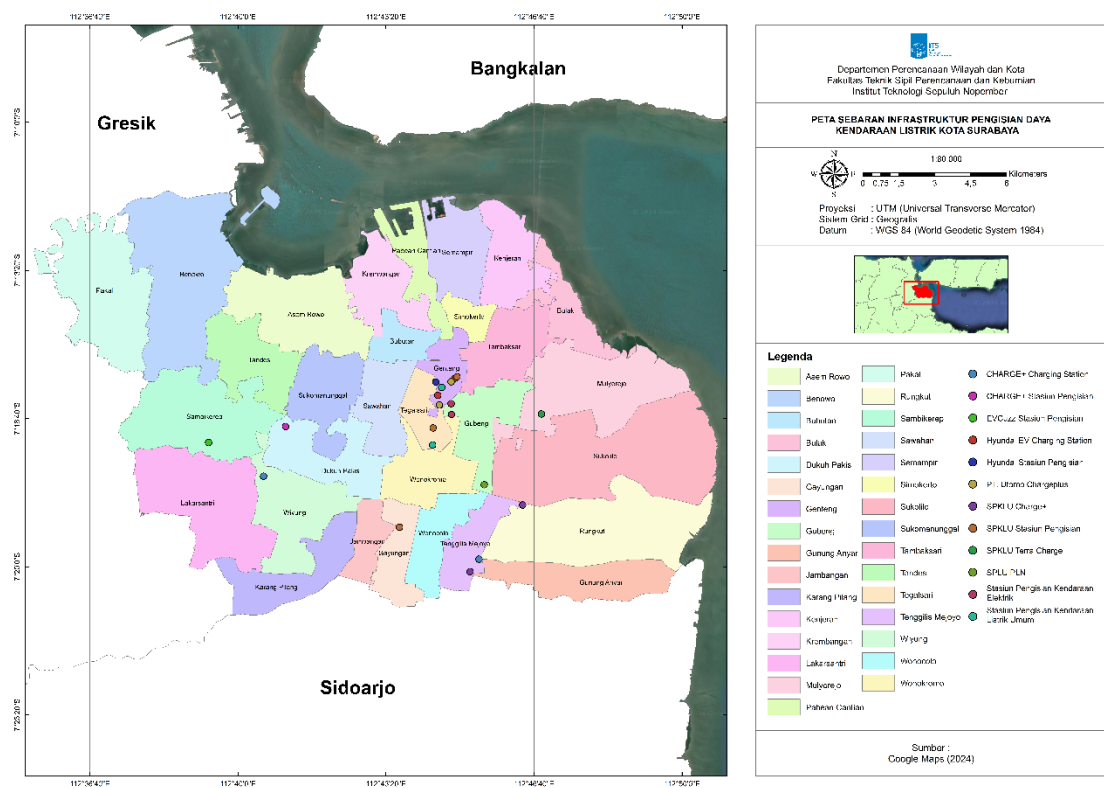 112°36'40"E 112°40'0"E 112°43'20"E 112°46'40"E 112°50'0"E
Bangkalan
Gresik
Sidoarjo
Pakal
Benowo
Asem Rowo
Krembangan
Pabean Cantian
Semampir
Kenjeran
Bulak
Simokerto
Bubutan
Tandes
Genteng
Tambaksari
Mulyorejo
Sukomanunggal
Sawahan
Tegalsari
Gubeng
Sambikerep
Dukuh Pakis
Sukolilo
Wonokromo
Lakarsantri
Wiyung
Jambangan
Gayungan
Wonocolo
Tenggilis Mejoyo
Rungkut
Karang Pilang
Gunung Anyar
7°10'0"S
7°13'20"S
7°16'40"S
7°20'0"S
7°23'20"S
112°36'40"E 112°40'0"E 112°43'20"E 112°46'40"E 112°50'0"E
ITS
Departemen Perencanaan Wilayah dan Kota
Fakultas Teknik Sipil Perencanaan dan Kebumian
Institut Teknologi Sepuluh Nopember
PETA SEBARAN INFRASTRUKTUR PENGISIAN DAYA
KENDARAAN LISTRIK KOTA SURABAYA
N
W E
S
1:80 000
Kilometers
0 0,75 1,5 3 4,5 6
Proyeksi : UTM (Universal Transverse Mercator)
Sistem Grid : Geografis
Datum : WGS 84 (World Geodetic System 1984)
Legenda
Asem Rowo
Benowo
Bubutan
Bulak
Dukuh Pakis
Gayungan
Genteng
Gubeng
Gunung Anyar
Jambangan
Karang Pilang
Kenjeran
Krembangan
Lakarsantri
Mulyorejo
Pabean Cantian
Pakal
Rungkut
Sambikerep
Sawahan
Semampir
Simokerto
Sukolilo
Sukomanunggal
Tambaksari
Tandes
Tegalsari
Tenggilis Mejoyo
Wiyung
Wonocolo
Wonokromo
CHARGE+ Charging Station
CHARGE+ Stasiun Pengisian
EVCuzz Stasiun Pengisian
Hyundai EV Charging Station
Hyundai Stasiun Pengisian
PT. Utomo Chargeplus
SPKLU Charge+
SPKLU Stasiun Pengisian
SPKLU Terra Charge
SPLU PLN
Stasiun Pengisian Kendaraan
Elektrik
Stasiun Pengisian Kendaraan
Listrik Umum
Sumber :
Google Maps (2024)